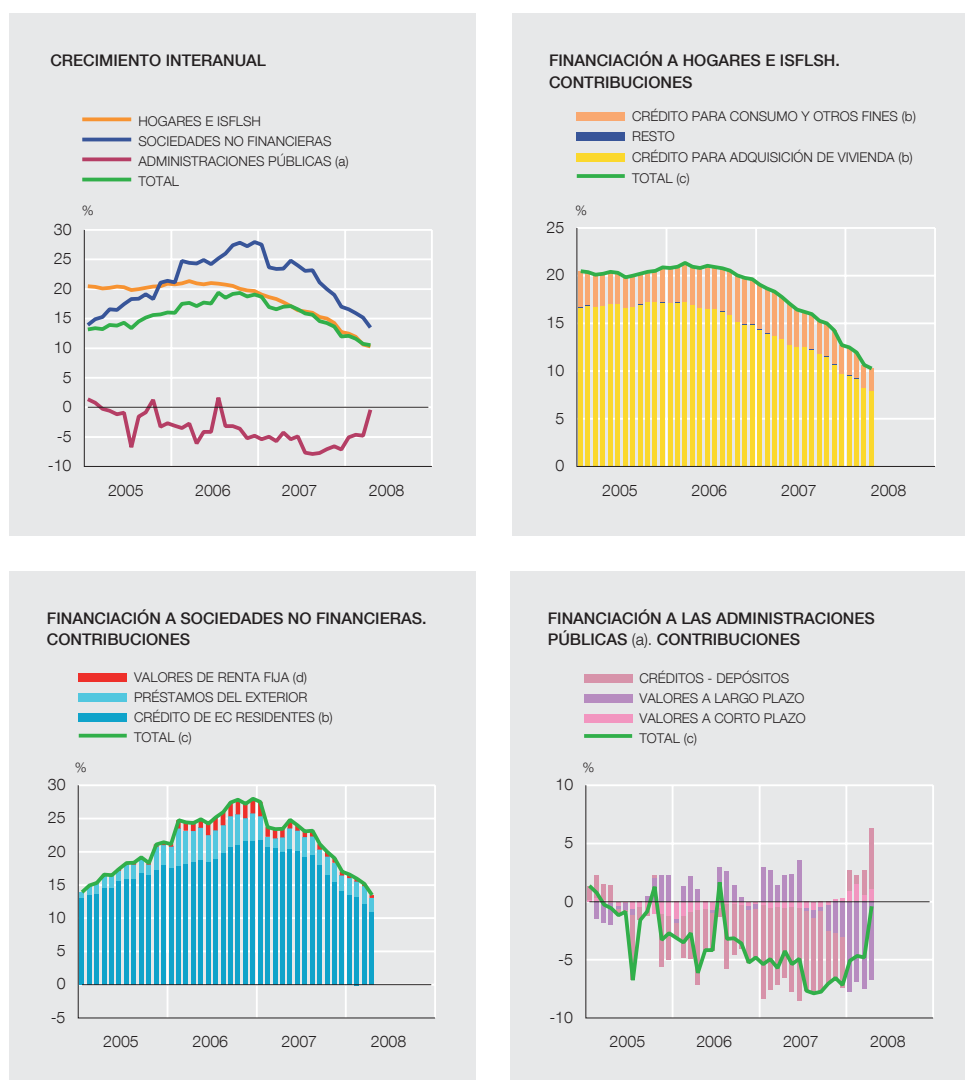 CRECIMIENTO INTERANUAL
HOGARES E ISFLSH
SOCIEDADES NO FINANCIERAS
ADMINISTRACIONES PÚBLICAS (a)
TOTAL
%
30
25
20
15
10
5
0
-5
-10
2005 2006 2007 2008
FINANCIACIÓN A HOGARES E ISFLSH.
CONTRIBUCIONES
CRÉDITO PARA CONSUMO Y OTROS FINES (b)
RESTO
CRÉDITO PARA ADQUISICIÓN DE VIVIENDA (b)
TOTAL (c)
%
25
20
15
10
5
0
2005 2006 2007 2008
FINANCIACIÓN A SOCIEDADES NO FINANCIERAS.
CONTRIBUCIONES
VALORES DE RENTA FIJA (d)
PRÉSTAMOS DEL EXTERIOR
CRÉDITO DE EC RESIDENTES (b)
TOTAL (c)
%
30
25
20
15
10
5
0
-5
2005 2006 2007 2008
FINANCIACIÓN A LAS ADMINISTRACIONES
PÚBLICAS (a). CONTRIBUCIONES
CRÉDITOS - DEPÓSITOS
VALORES A LARGO PLAZO
VALORES A CORTO PLAZO
TOTAL (c)
%
10
5
0
-5
-10
2005 2006 2007 2008